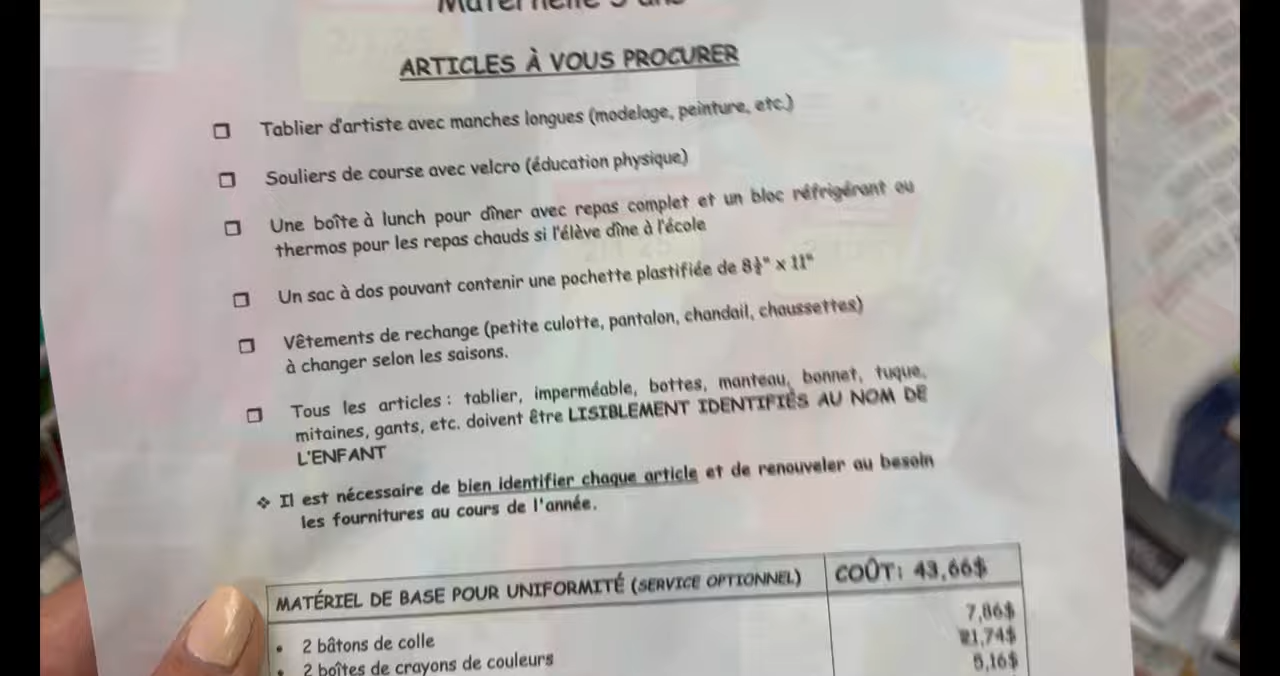 Maternelle 5 ans
ARTICLES À VOUS PROCURER
Tablier d'artiste avec manches longues (modelage, peinture, etc.)
Souliers de course avec velcro (éducation physique)
Une boîte à lunch pour dîner avec repas complet et un bloc réfrigérant ou
thermos pour les repas chauds si l'élève dîne à l'école
Un sac à dos pouvant contenir une pochette plastifiée de 8½" x 11"
Vêtements de rechange (petite culotte, pantalon, chandail, chaussettes)
à changer selon les saisons.
Tous les articles : tablier, imperméable, bottes, manteau, bonnet, tuque,
mitaines, gants, etc. doivent être LISIBLEMENT IDENTIFIÉS AU NOM DE
L'ENFANT
Il est nécessaire de bien identifier chaque article et de renouveler au besoin
les fournitures au cours de l'année.
MATÉRIEL DE BASE POUR UNIFORMITÉ (SERVICE OPTIONNEL) COÛT: 43,66$
7,86$
• 2 bâtons de colle
21,74$
• 2 boîtes de crayons de couleurs
5,16$